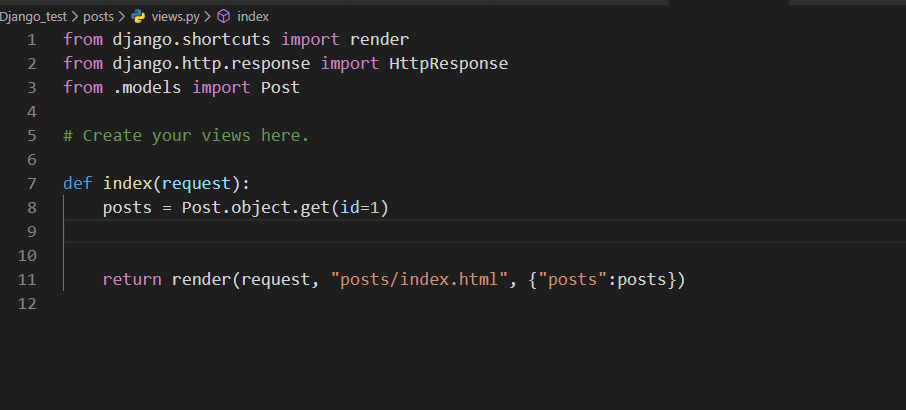 Django_test > posts > views.py > index
1 from django.shortcuts import render
2 from django.http.response import HttpResponse
3 from .models import Post
4
5 # Create your views here.
6
7 def index(request):
8     posts = Post.object.get(id=1)
9
10
11     return render(request, "posts/index.html", {"posts":posts})
12